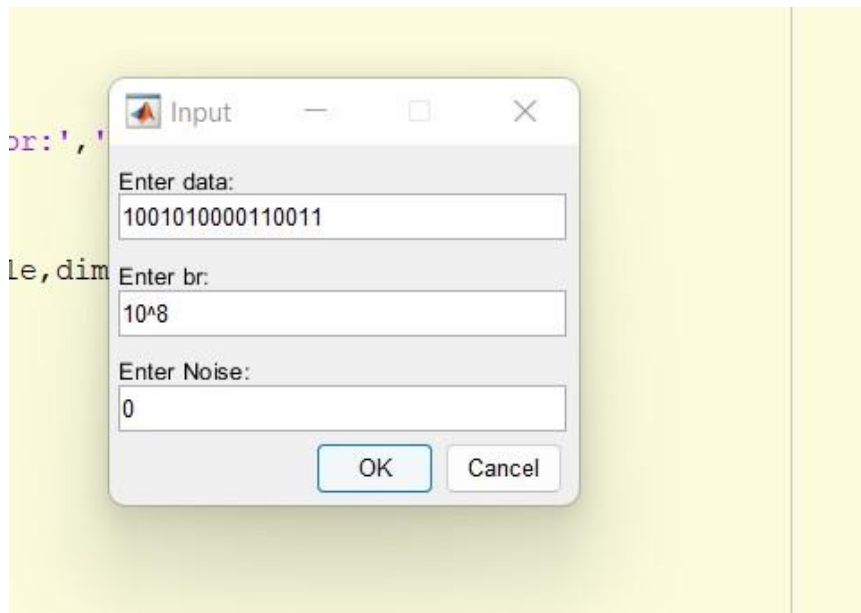 Input
or:','
Enter data:
1001010000110011
le,dim
Enter br:
10^8
Enter Noise:
0
OK Cancel